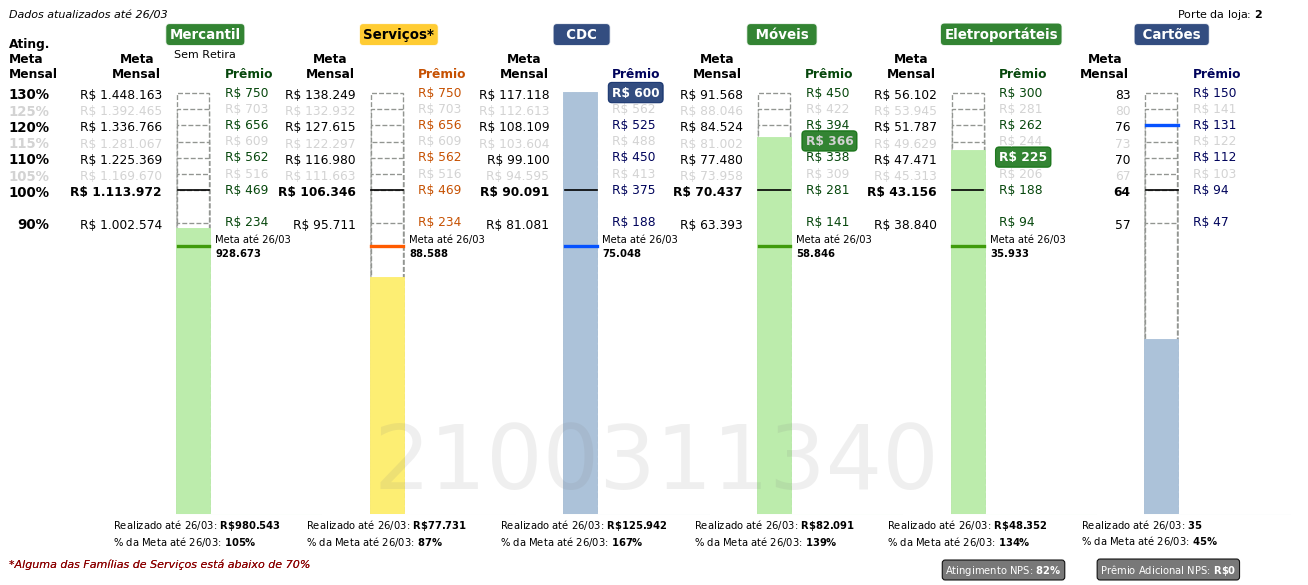 Dados atualizados até 26/03
Porte da loja: 2
Mercantil Serviços* CDC Móveis Eletroportáteis Cartões
Sem Retira
Ating. Meta Mensal
Meta Mensal Prêmio Meta Mensal Prêmio Meta Mensal Prêmio Meta Mensal Prêmio Meta Mensal Prêmio Meta Mensal Prêmio
130% R$ 1.448.163 R$ 750 R$ 138.249 R$ 750 R$ 117.118 R$ 600 R$ 91.568 R$ 450 R$ 56.102 R$ 300 83 R$ 150
125% R$ 1.392.465 R$ 703 R$ 132.932 R$ 703 R$ 112.613 R$ 562 R$ 88.046 R$ 422 R$ 53.945 R$ 281 80 R$ 141
120% R$ 1.336.766 R$ 656 R$ 127.615 R$ 656 R$ 108.109 R$ 525 R$ 84.524 R$ 394 R$ 51.787 R$ 262 76 R$ 131
115% R$ 1.281.067 R$ 609 R$ 122.297 R$ 609 R$ 103.604 R$ 488 R$ 81.002 R$ 366 R$ 49.629 R$ 244 73 R$ 122
110% R$ 1.225.369 R$ 562 R$ 116.980 R$ 562 R$ 99.100 R$ 450 R$ 77.480 R$ 338 R$ 47.471 R$ 225 70 R$ 112
105% R$ 1.169.670 R$ 516 R$ 111.663 R$ 516 R$ 94.595 R$ 413 R$ 73.958 R$ 309 R$ 45.313 R$ 206 67 R$ 103
100% R$ 1.113.972 R$ 469 R$ 106.346 R$ 469 R$ 90.091 R$ 375 R$ 70.437 R$ 281 R$ 43.156 R$ 188 64 R$ 94
90% R$ 1.002.574 R$ 234 R$ 95.711 R$ 234 R$ 81.081 R$ 188 R$ 63.393 R$ 141 R$ 38.840 R$ 94 57 R$ 47
Meta até 26/03 Meta até 26/03 Meta até 26/03 Meta até 26/03 Meta até 26/03
928.673 88.588 75.048 58.846 35.933
2100311340
Realizado até 26/03: R$980.543 Realizado até 26/03: R$77.731 Realizado até 26/03: R$125.942 Realizado até 26/03: R$82.091 Realizado até 26/03: R$48.352 Realizado até 26/03: 35
% da Meta até 26/03: 105% % da Meta até 26/03: 87% % da Meta até 26/03: 167% % da Meta até 26/03: 139% % da Meta até 26/03: 134% % da Meta até 26/03: 45%
*Alguma das Famílias de Serviços está abaixo de 70%
Atingimento NPS: 82% Prêmio Adicional NPS: R$0